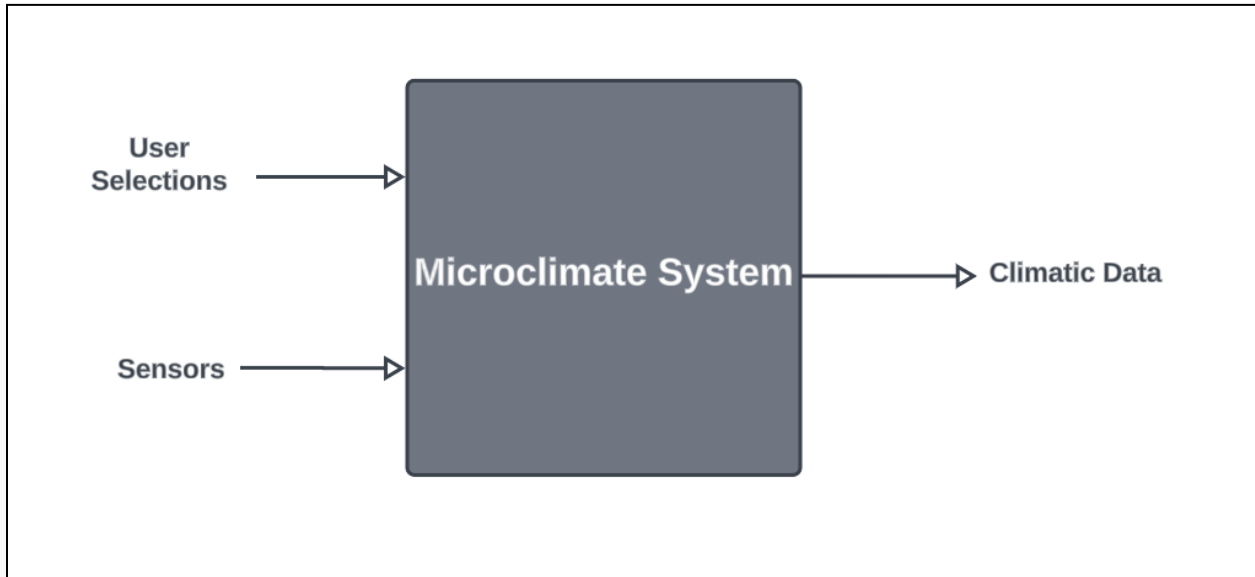 User
Selections
Microclimate System
Climatic Data
Sensors